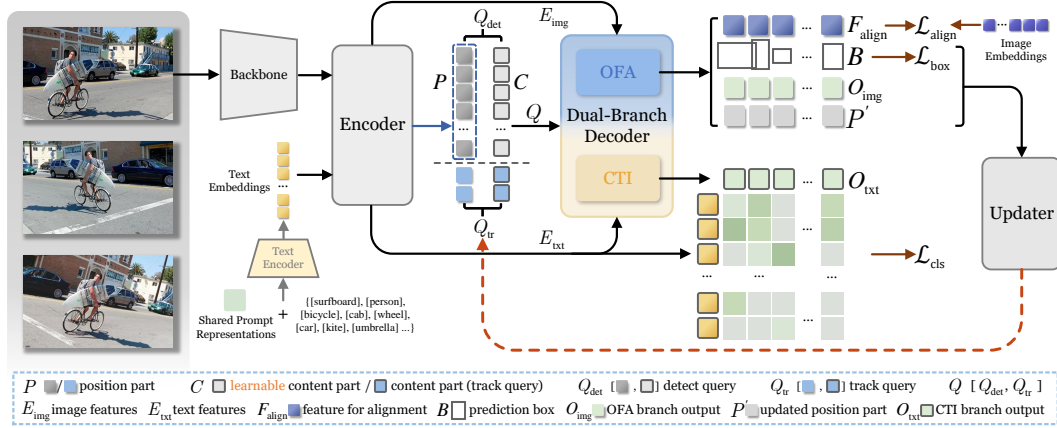 Backbone
Encoder
Text
Embeddings
...
Text
Encoder
Shared Prompt
Representations
+
{[surfboard], [person],
[bicycle], [cab], [wheel],
[car], [kite], [umbrella] ...}
Q_det
P
C
...
...
Q
Q_tr
E_img
E_txt
OFA
Dual-Branch
Decoder
CTI
... F_align
L_align
... Image
Embeddings
... B
L_box
... O_img
... P'
... O_txt
...
... ... ...
L_cls
...
Updater
P / position part C learnable content part / content part (track query) Q_det [ , ] detect query Q_tr [ , ] track query Q [ Q_det, Q_tr ]
E_img image features E_txt text features F_align feature for alignment B prediction box O_img OFA branch output P' updated position part O_txt CTI branch output